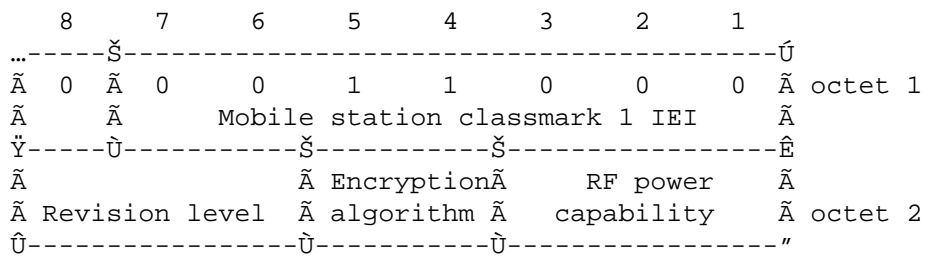 8 7 6 5 4 3 2 1
…-----Š-------------------------------------------Ú
Ã 0 Ã 0 0 1 1 0 0 0 Ã octet 1
Ã Ã Mobile station classmark 1 IEI Ã
Ÿ-----Ù-----------Š-----------Š-----------------Ê
Ã Ã EncryptionÃ RF power Ã
Ã Revision level Ã algorithm Ã capability Ã octet 2
Û-----------------Ù-----------Ù-----------------"